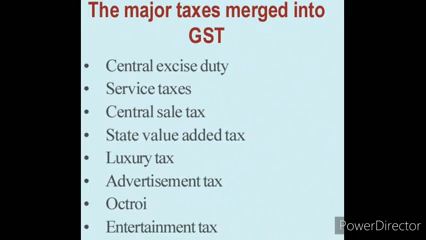 The major taxes merged into
GST
• Central excise duty
• Service taxes
• Central sale tax
• State value added tax
• Luxury tax
• Advertisement tax
• Octroi
• Entertainment tax
PowerDirector